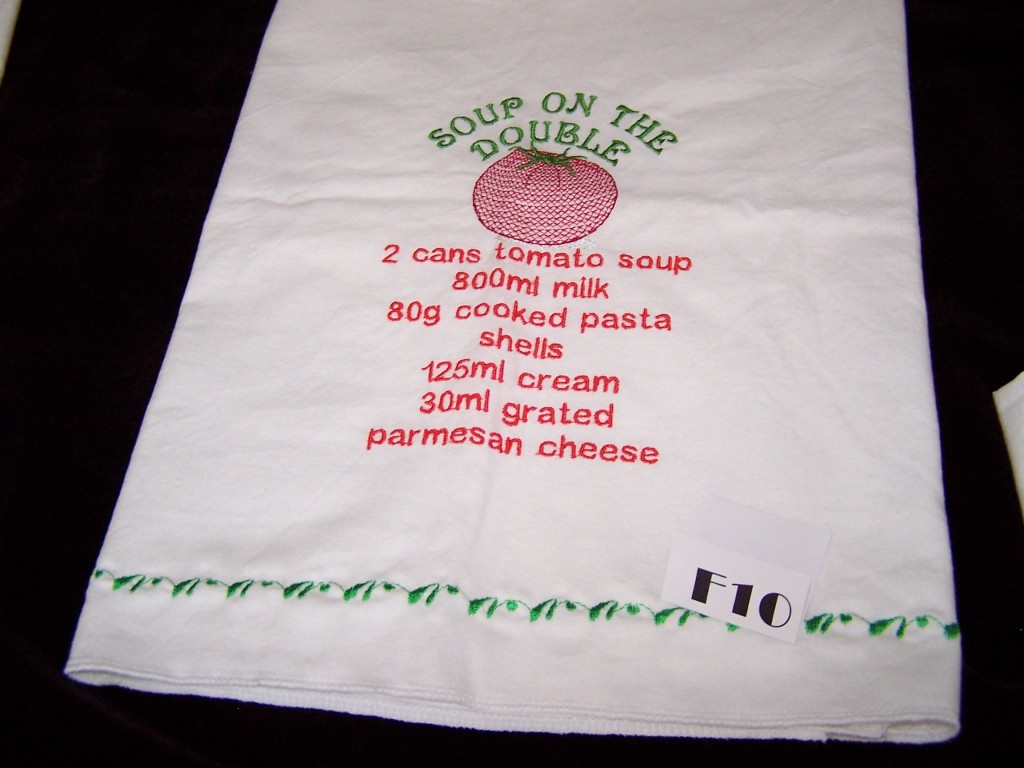 SOUP ON THE
DOUBLE
2 cans tomato soup
800ml milk
80g cooked pasta
shells
125ml cream
30ml grated
parmesan cheese
F10